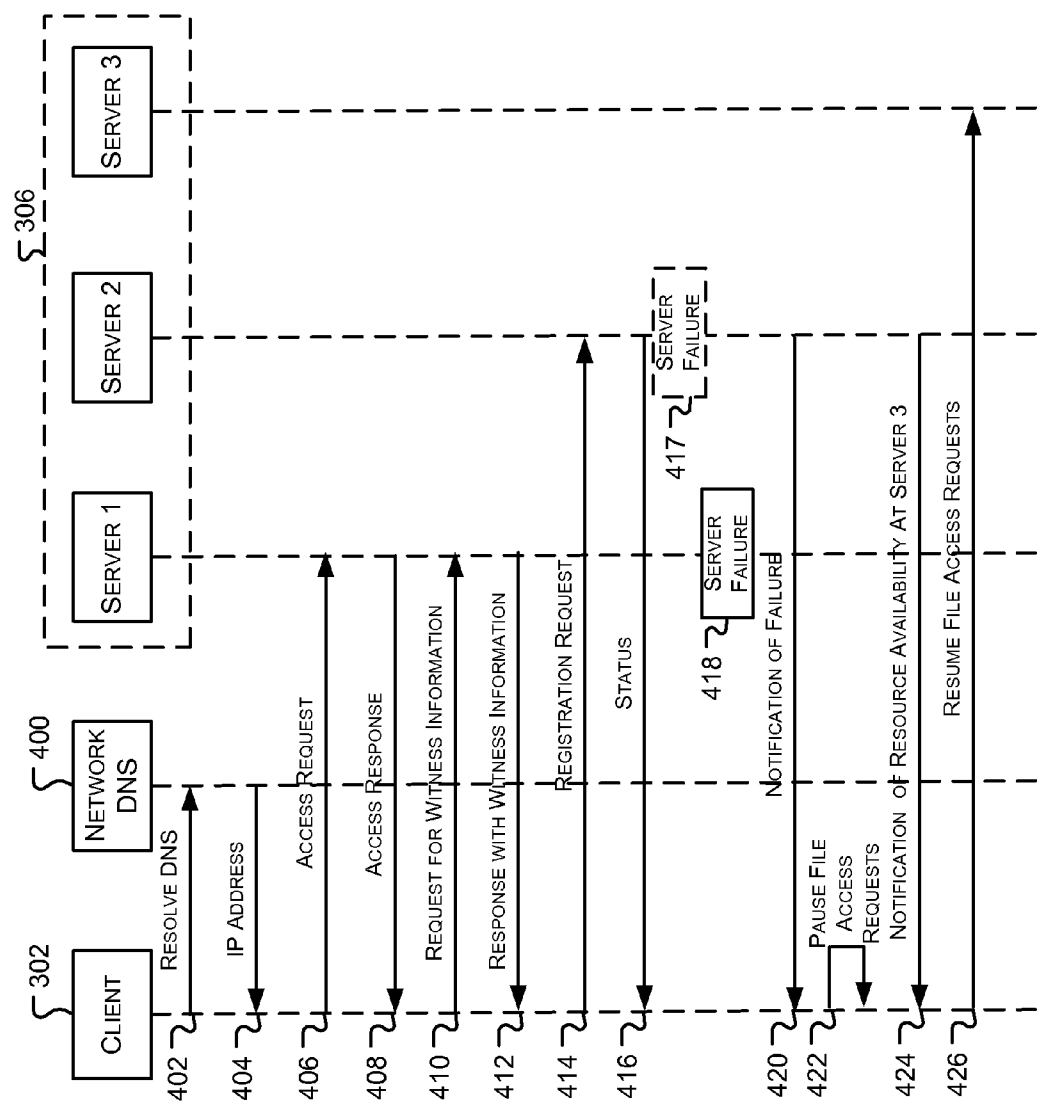 306
302
400
CLIENT
NETWORK
DNS
SERVER 1
SERVER 2
SERVER 3
402
RESOLVE DNS
404
IP ADDRESS
406
ACCESS REQUEST
408
ACCESS RESPONSE
410
REQUEST FOR WITNESS INFORMATION
412
RESPONSE WITH WITNESS INFORMATION
414
REGISTRATION REQUEST
416
STATUS
417
SERVER
FAILURE
418
SERVER
FAILURE
420
NOTIFICATION OF FAILURE
422
PAUSE FILE
ACCESS
REQUESTS
424
NOTIFICATION OF RESOURCE AVAILABILITY AT SERVER 3
426
RESUME FILE ACCESS REQUESTS